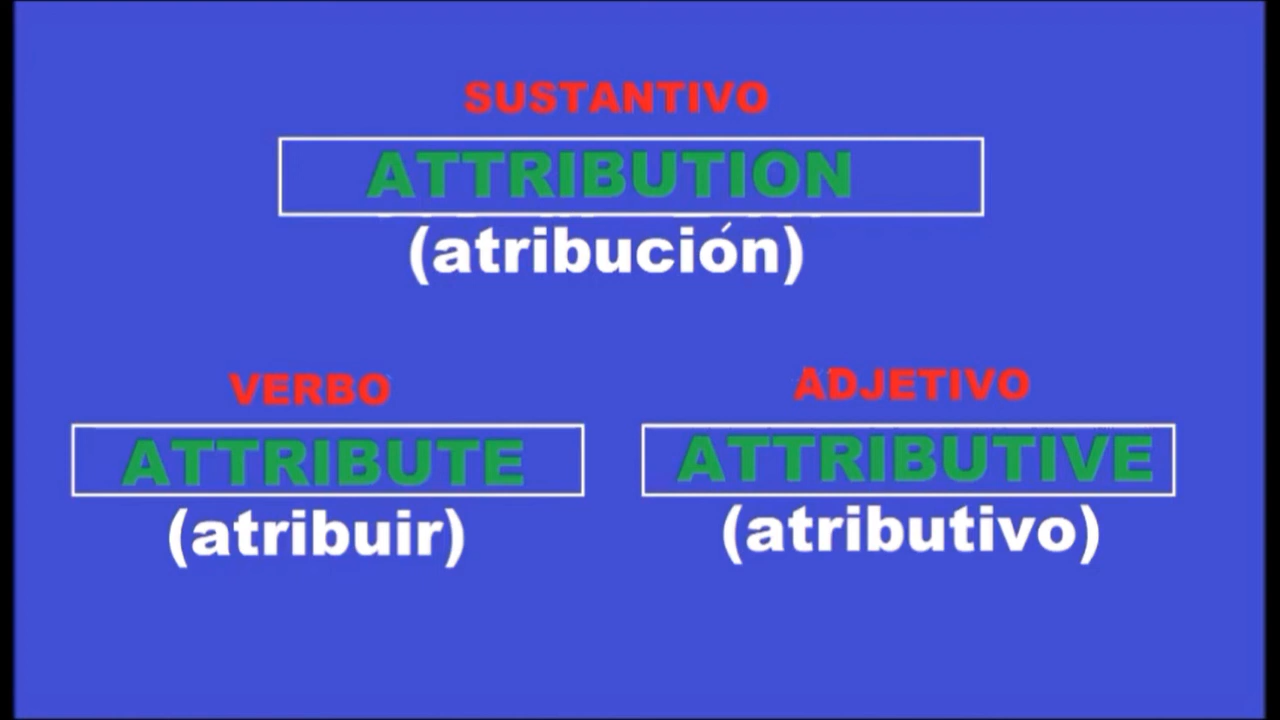 SUSTANTIVO
ATTRIBUTION
(atribución)
VERBO
ATTRIBUTE
(atribuir)
ADJETIVO
ATTRIBUTIVE
(atributivo)